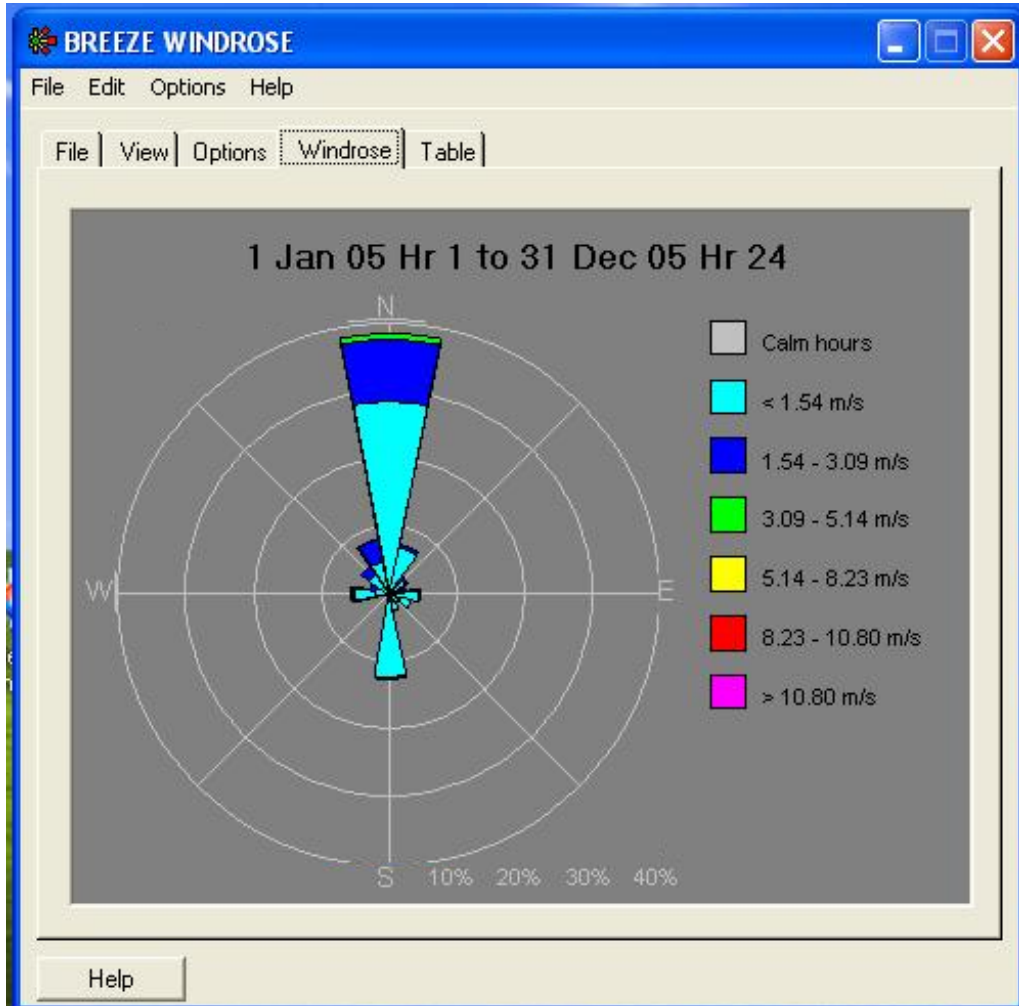 BREEZE WINDROSE
File Edit Options Help
File View Options Windrose Table
1 Jan 05 Hr 1 to 31 Dec 05 Hr 24
N
Calm hours
< 1.54 m/s
1.54 - 3.09 m/s
3.09 - 5.14 m/s
5.14 - 8.23 m/s
W E
8.23 - 10.80 m/s
> 10.80 m/s
S 10% 20% 30% 40%
Help